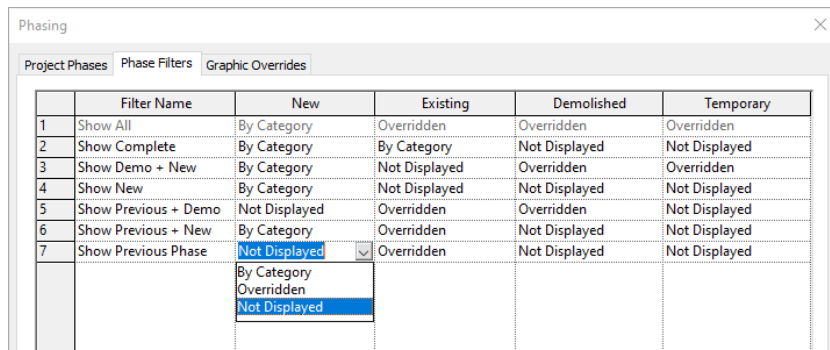 Phasing
Project Phases Phase Filters Graphic Overrides
Filter Name New Existing Demolished Temporary
1 Show All By Category Overridden Overridden Overridden
2 Show Complete By Category By Category Not Displayed Not Displayed
3 Show Demo + New By Category Not Displayed Overridden Overridden
4 Show New By Category Not Displayed Not Displayed Not Displayed
5 Show Previous + Demo Not Displayed Overridden Overridden Not Displayed
6 Show Previous + New By Category Overridden Not Displayed Not Displayed
7 Show Previous Phase Not Displayed Overridden Not Displayed Not Displayed
By Category
Overridden
Not Displayed